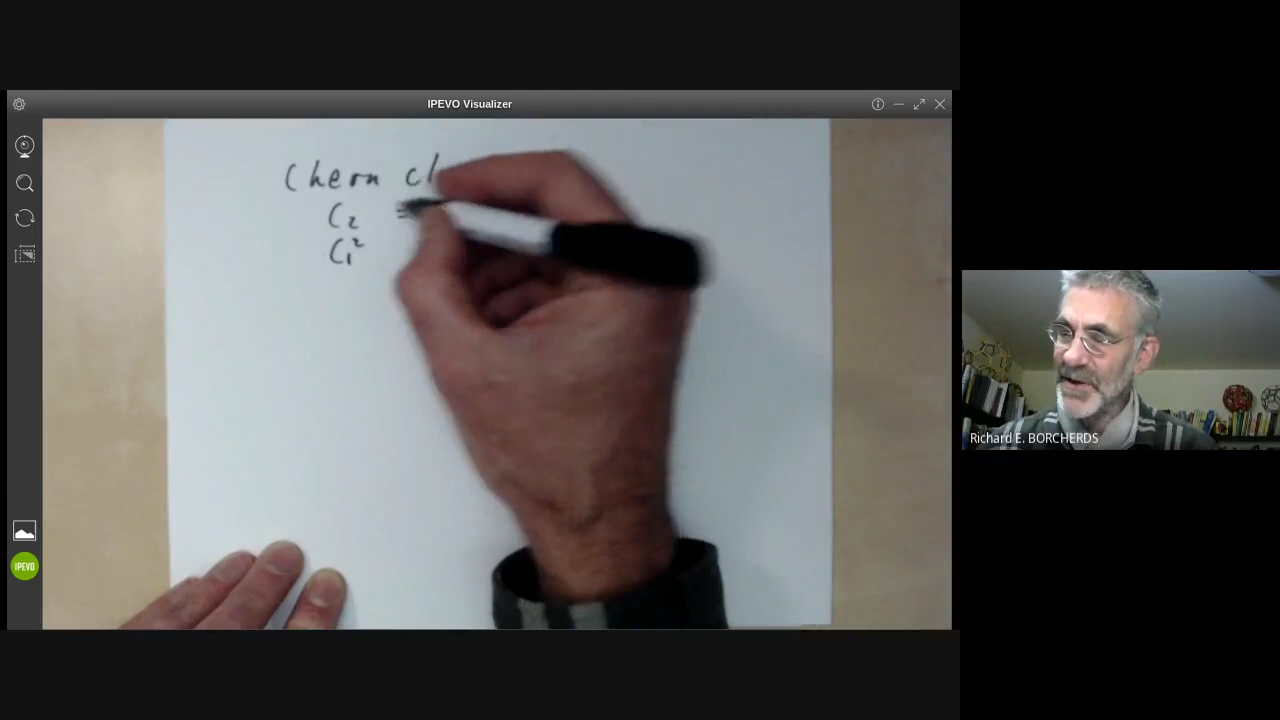 IPEVO Visualizer
Chern cl
C₂ =
C₁²
IPEVO
Richard E. BORCHERDS